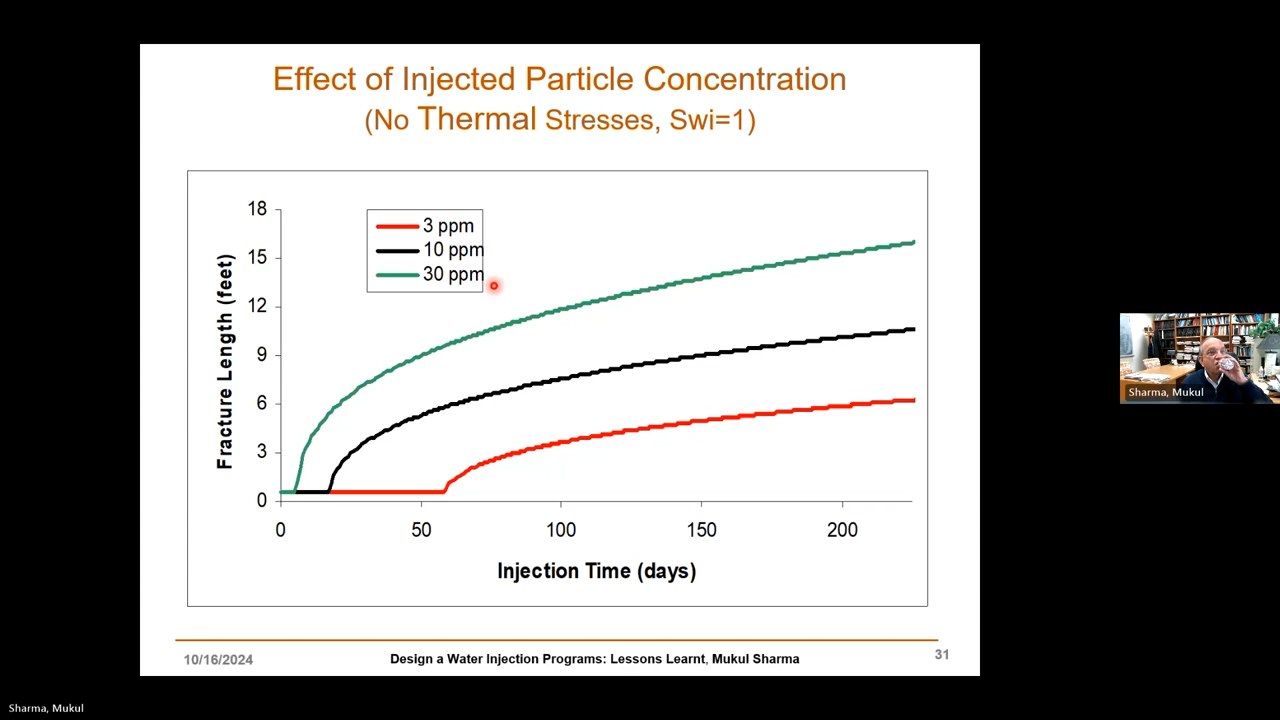 Effect of Injected Particle Concentration
(No Thermal Stresses, Swi=1)
18
15
12
9
6
3
0
Fracture Length (feet)
3 ppm
10 ppm
30 ppm
0 50 100 150 200
Injection Time (days)
10/16/2024
Design a Water Injection Programs: Lessons Learnt, Mukul Sharma
31
Sharma, Mukul
Sharma, Mukul